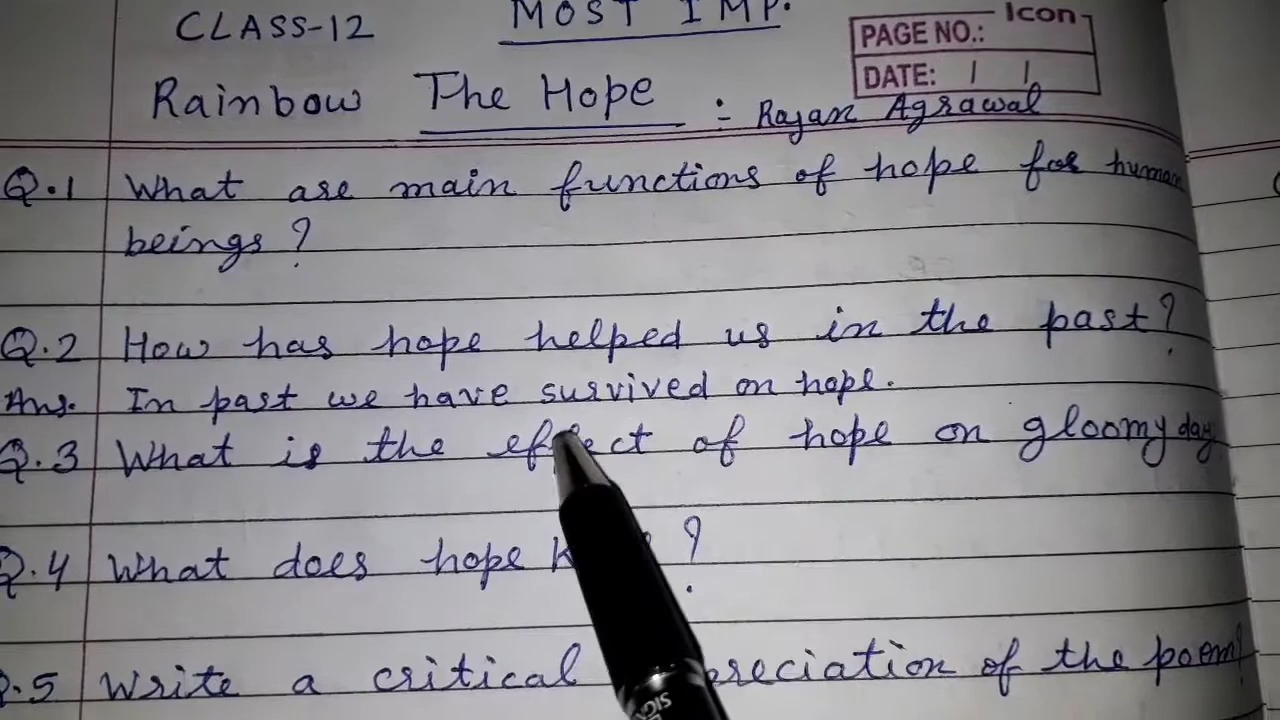 CLASS-12 MOST IMP.
Icon
PAGE NO.:
DATE: / /
Rainbow The Hope :- Rajan Agrawal
Q.1 What are main functions of hope for human
beings?
Q.2 How has hope helped us in the past?
Ans. In past we have survived on hope.
Q.3 What is the effect of hope on gloomy day
Q.4 What does hope ?
Q.5 Write a critical of the poem?